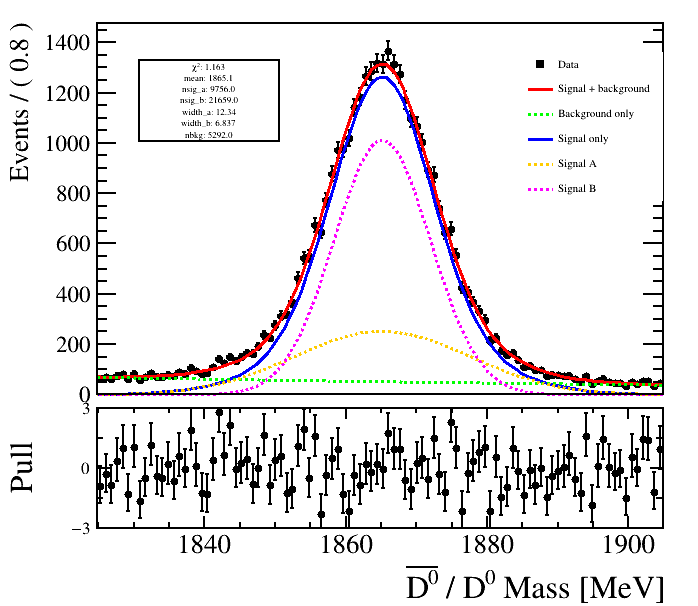 Events / ( 0.8 )
1400
1200
1000
800
600
400
200
0
χ²: 1.163
mean: 1865.1
nsig_a: 9756.0
nsig_b: 21659.0
width_a: 12.34
width_b: 6.837
nbkg: 5292.0
Data
Signal + background
Background only
Signal only
Signal A
Signal B
Pull
3
0
−3
1840
1860
1880
1900
D⁰ / D⁰ Mass [MeV]